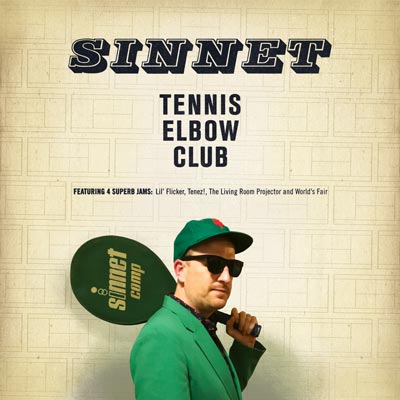 SINNET
TENNIS
ELBOW
CLUB
FEATURING 4 SUPERB JAMS: Lil' Flicker, Tenez!, The Living Room Projector and World's Fair
sinnet
comp